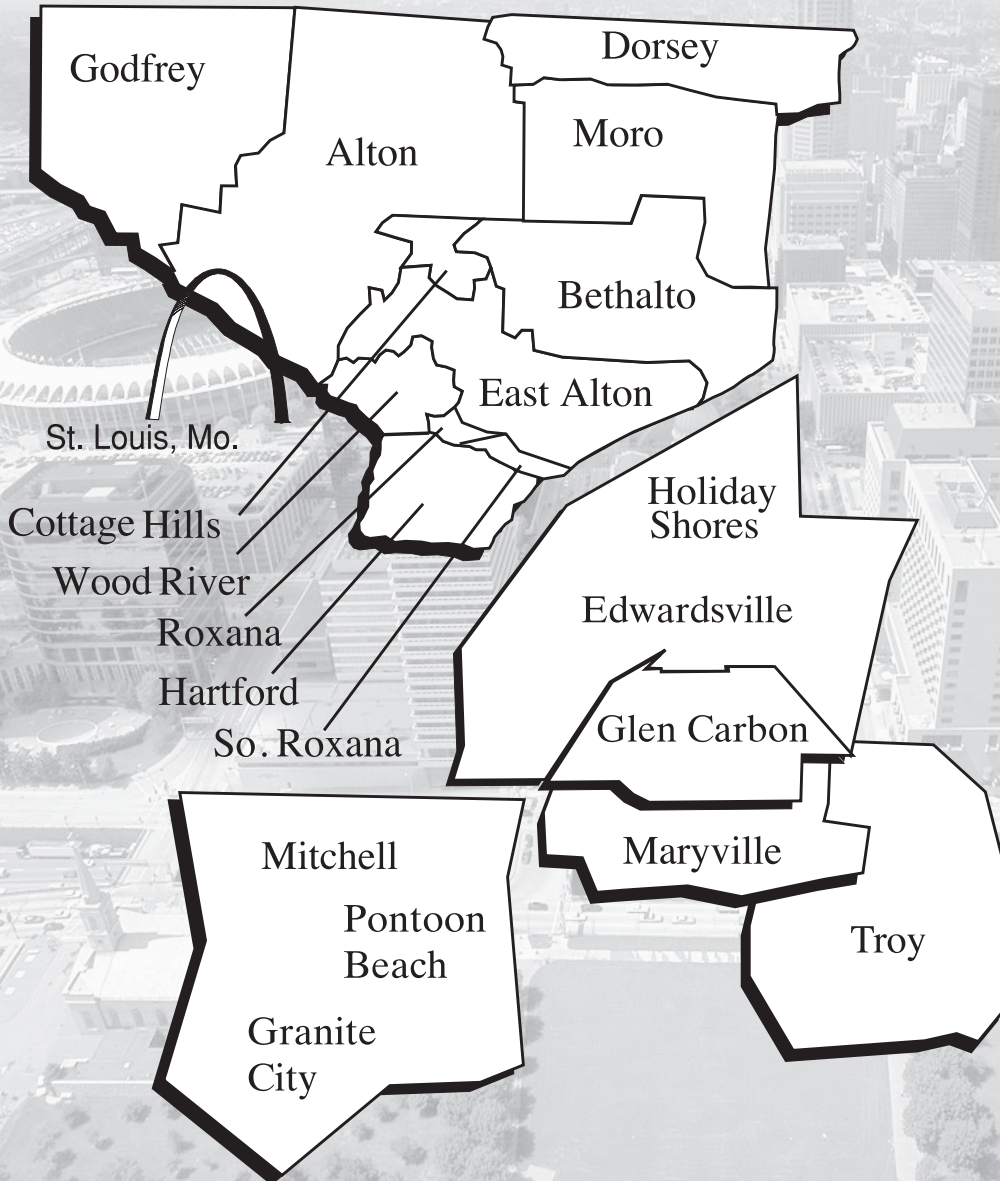 Godfrey
Dorsey
Alton
Moro
Bethalto
East Alton
St. Louis, Mo.
Cottage Hills
Wood River
Roxana
Hartford
So. Roxana
Holiday
Shores
Edwardsville
Glen Carbon
Maryville
Troy
Mitchell
Pontoon
Beach
Granite
City